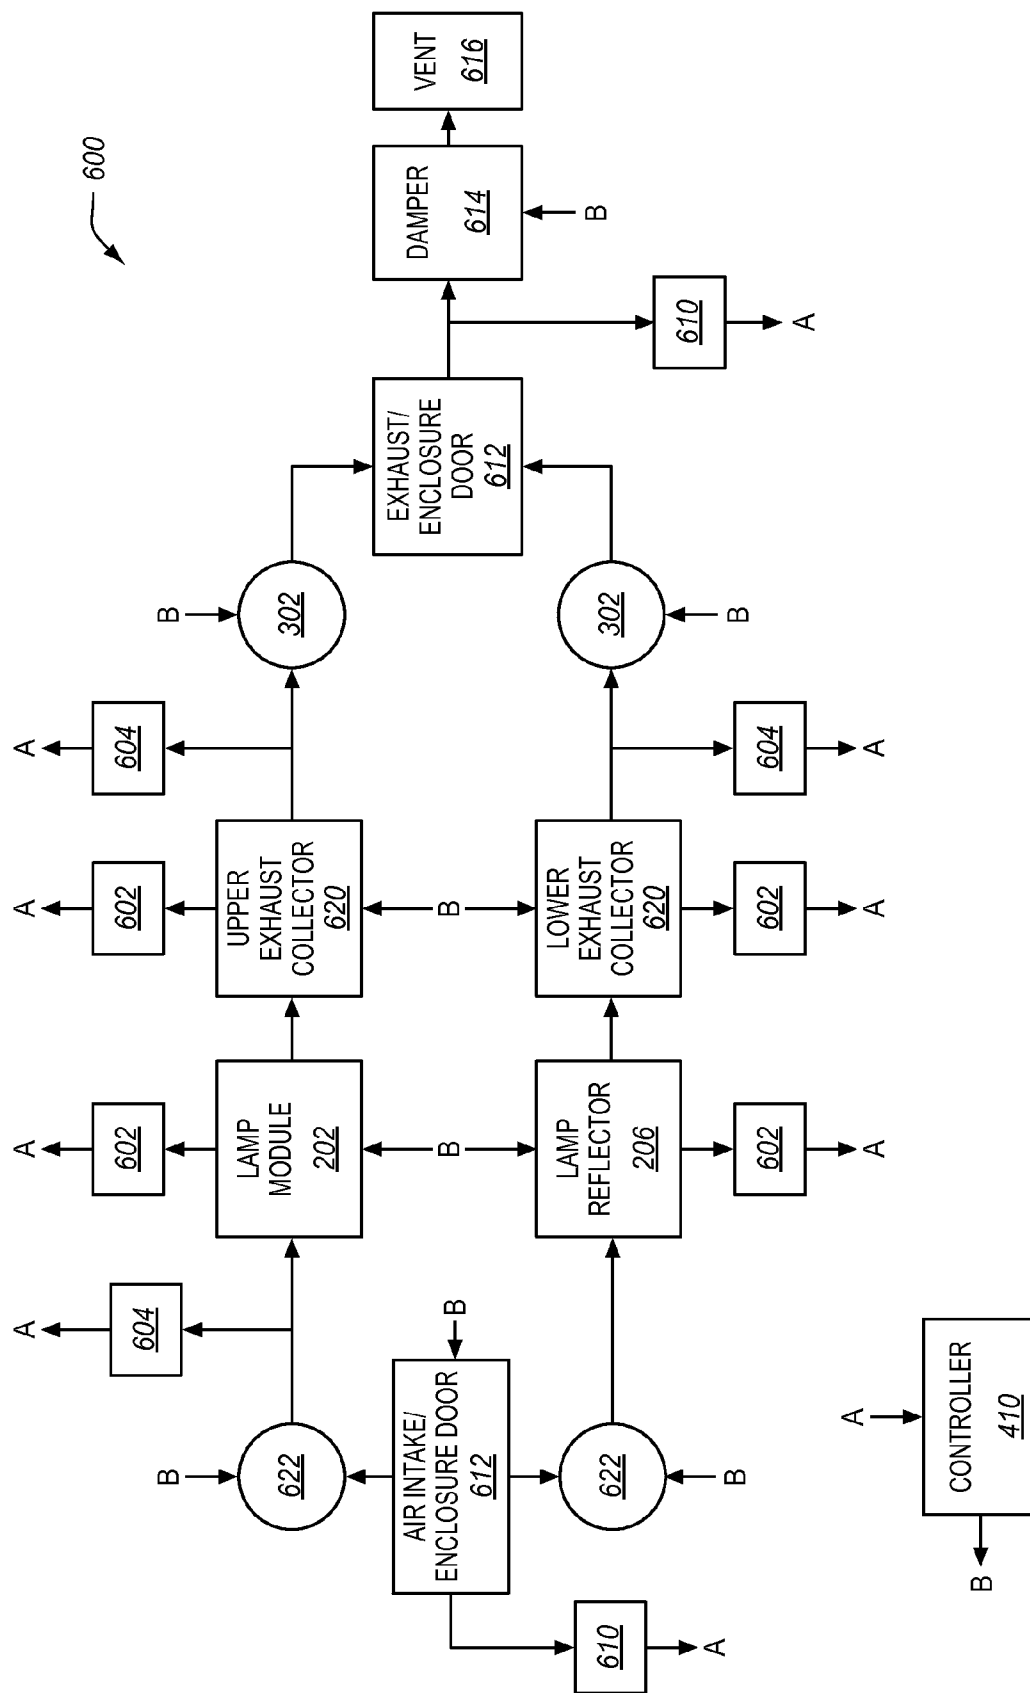 600
A
A
A
A
604
602
602
604
B
B
622
LAMP
MODULE
202
UPPER
EXHAUST
COLLECTOR
620
302
AIR INTAKE/
ENCLOSURE DOOR
612
B
B
B
EXHAUST/
ENCLOSURE
DOOR
612
DAMPER
614
VENT
616
610
A
622
B
LAMP
REFLECTOR
206
LOWER
EXHAUST
COLLECTOR
620
302
B
610
A
B
602
602
604
A
A
A
A
CONTROLLER
410
B